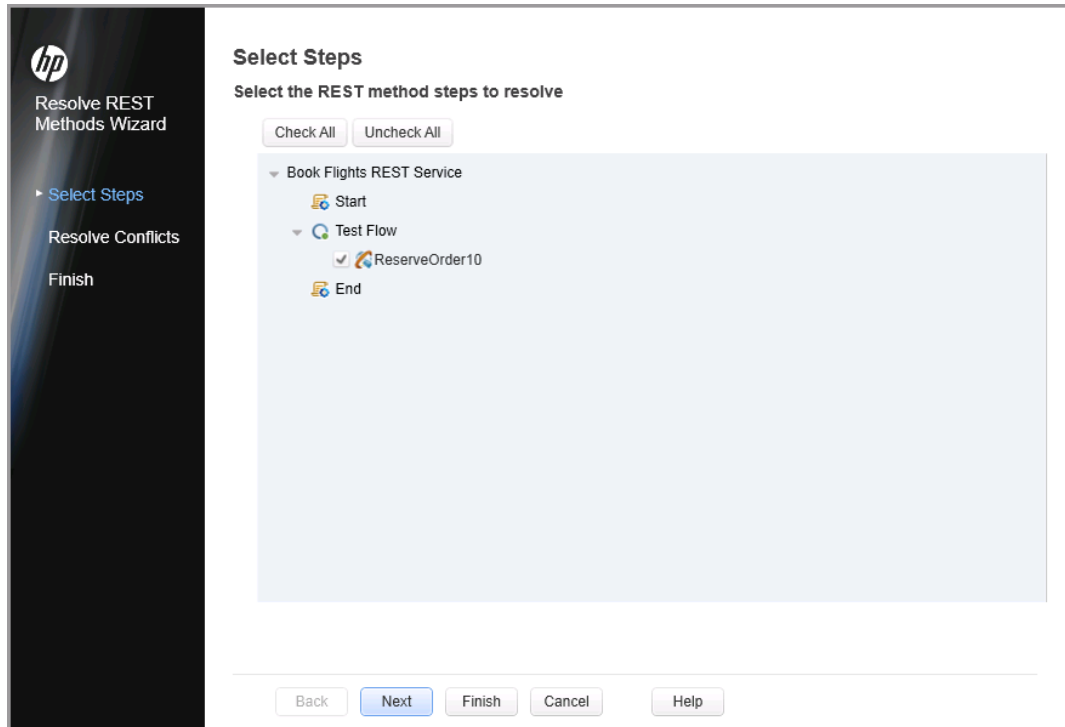 hp
Resolve REST
Methods Wizard
Select Steps
Resolve Conflicts
Finish
Select Steps
Select the REST method steps to resolve
Check All
Uncheck All
Book Flights REST Service
Start
Test Flow
ReserveOrder10
End
Back
Next
Finish
Cancel
Help